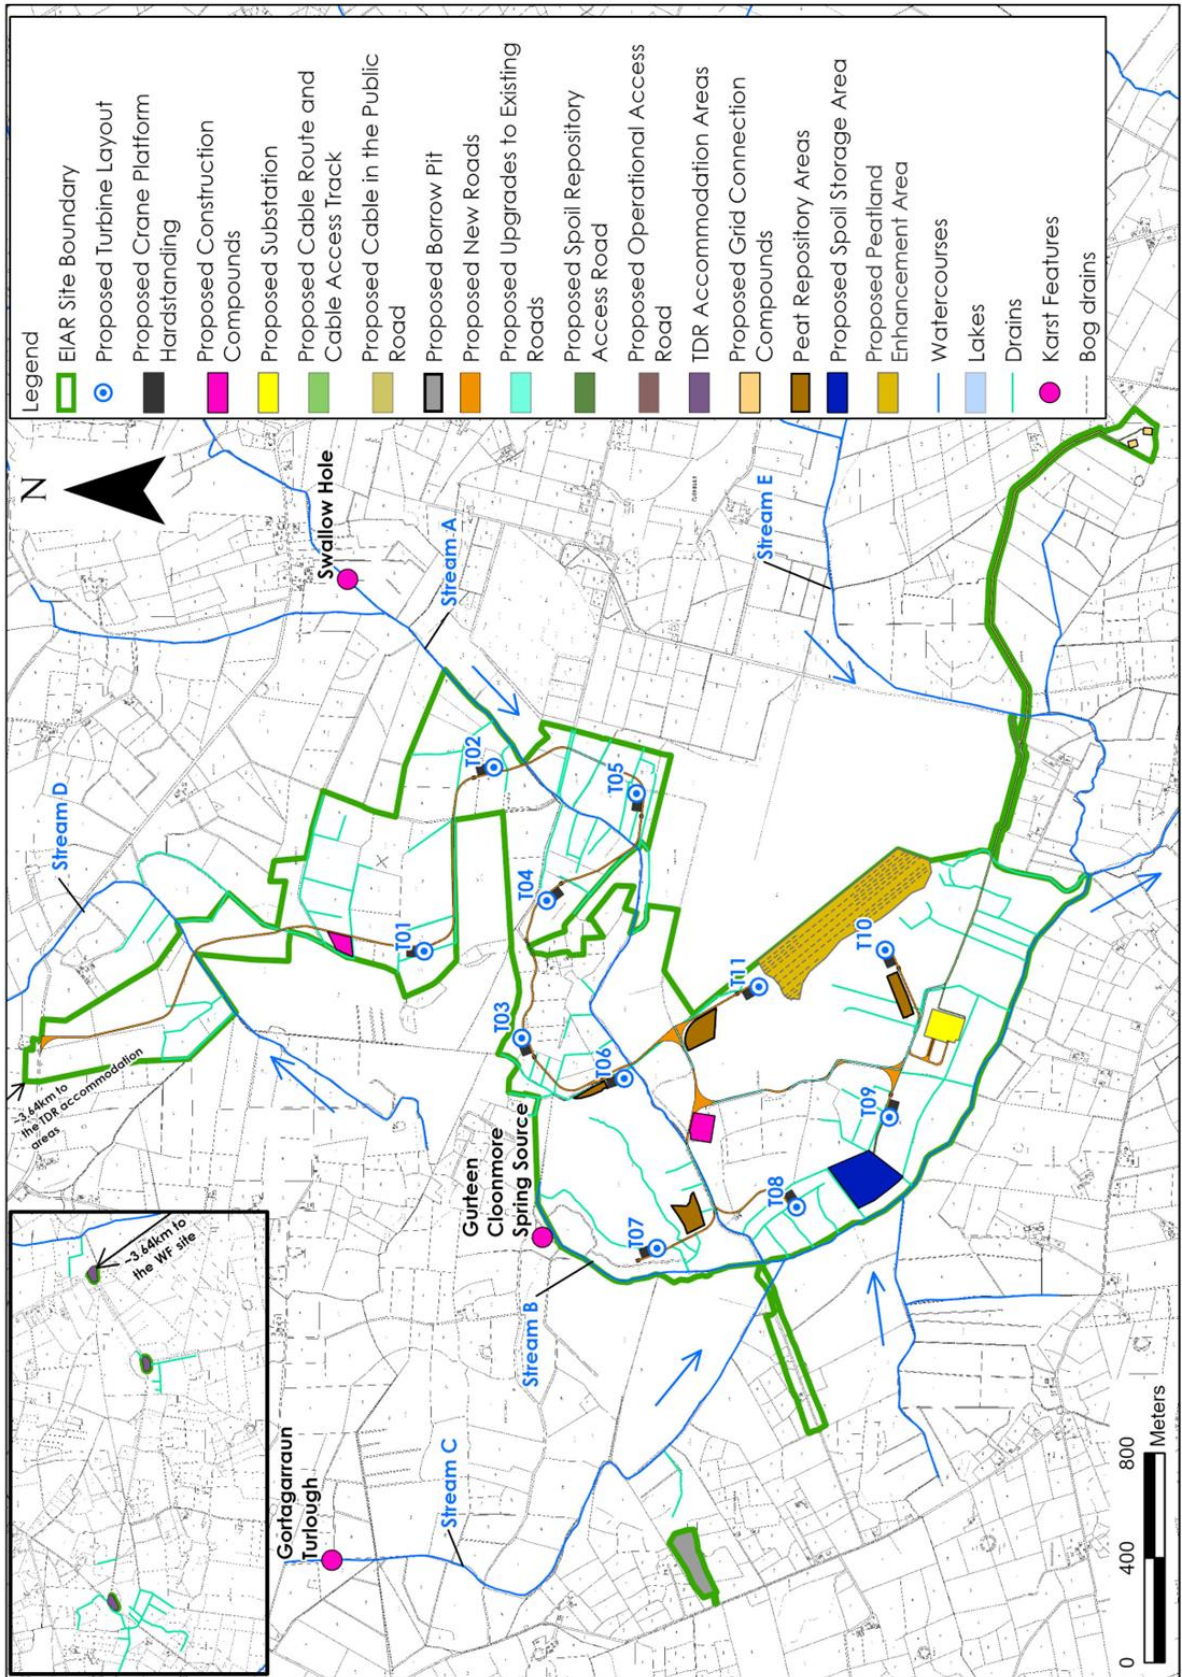 Legend
EIAR Site Boundary
Proposed Turbine Layout
Proposed Crane Platform
Hardstanding
Proposed Construction
Compounds
Proposed Substation
Proposed Cable Route and
Cable Access Track
Proposed Cable in the Public
Road
Proposed Borrow Pit
Proposed New Roads
Proposed Upgrades to Existing
Roads
Proposed Spoil Repository
Access Road
Proposed Operational Access
Road
TDR Accommodation Areas
Proposed Grid Connection
Compounds
Peat Repository Areas
Proposed Spoil Storage Area
Proposed Peatland
Enhancement Area
Watercourses
Lakes
Drains
Karst Features
Bog drains
N
~3.64km to
the WF site
~3.64km to
the TDR accommodation
areas
Stream D
Swallow Hole
Stream A
Gortagarraun
Turlough
Gurteen
Cloonmore
Spring Source
Stream C
Stream B
Stream E
T01
T02
T03
T04
T05
T06
T07
T08
T09
T10
T11
0 400 800
Meters